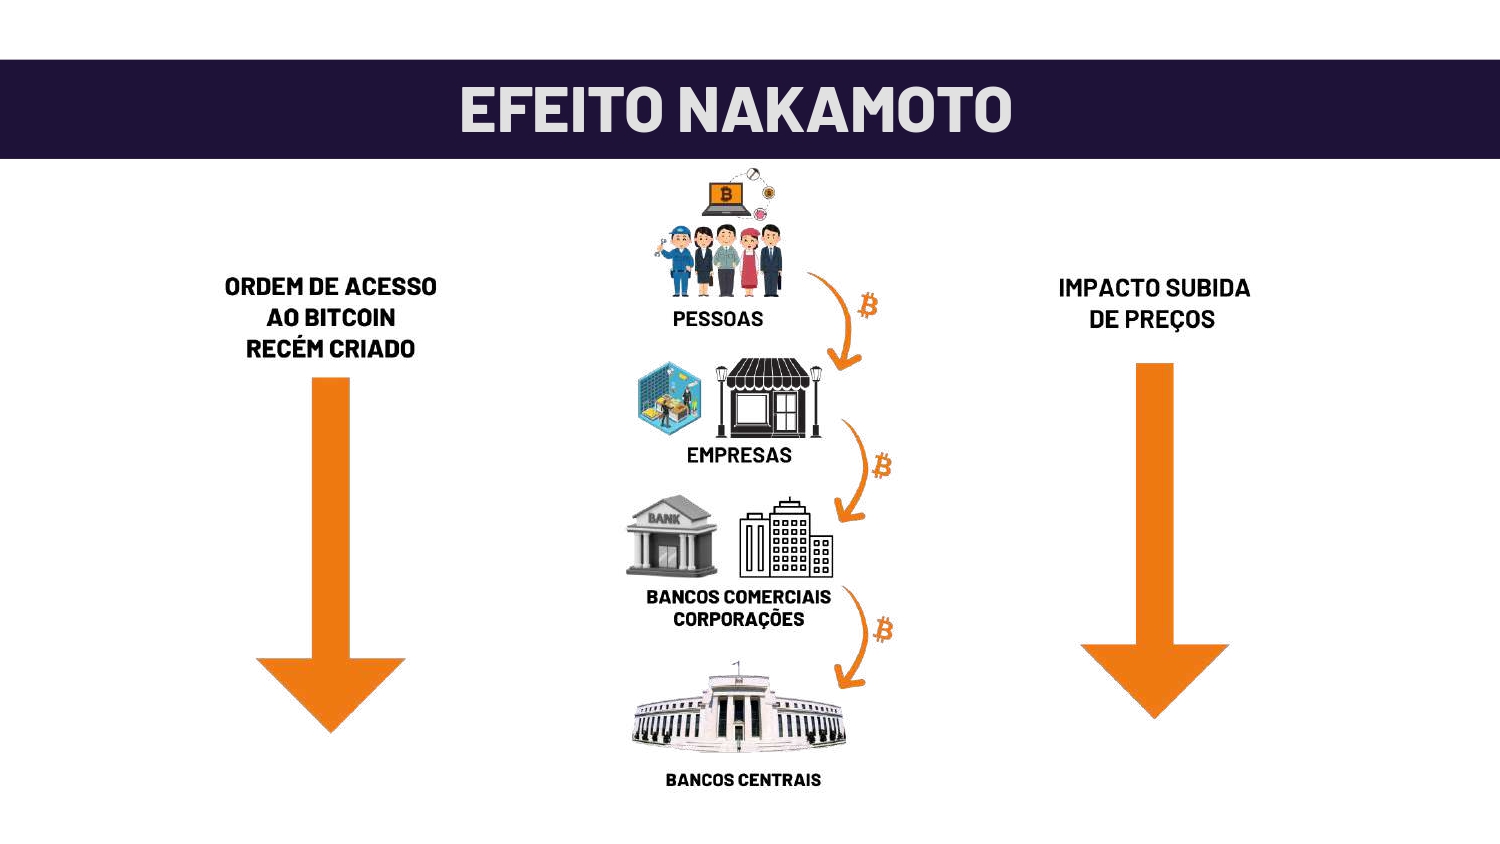 EFEITO NAKAMOTO
ORDEM DE ACESSO
AO BITCOIN
RECÉM CRIADO
PESSOAS
EMPRESAS
BANK
BANCOS COMERCIAIS
CORPORAÇÕES
BANCOS CENTRAIS
IMPACTO SUBIDA
DE PREÇOS